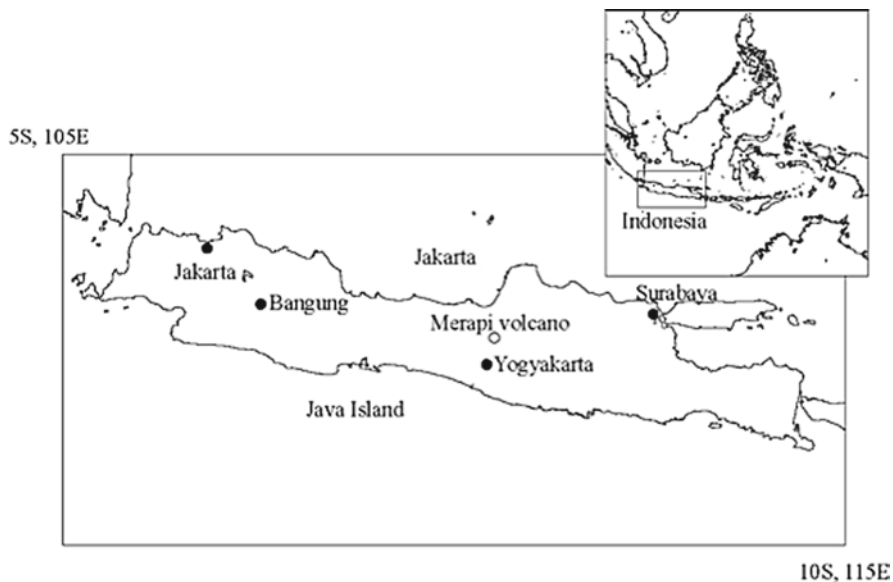 5S, 105E
Indonesia
Jakarta
Jakarta
Surabaya
Bangung
Merapi volcano
Yogyakarta
Java Island
10S, 115E